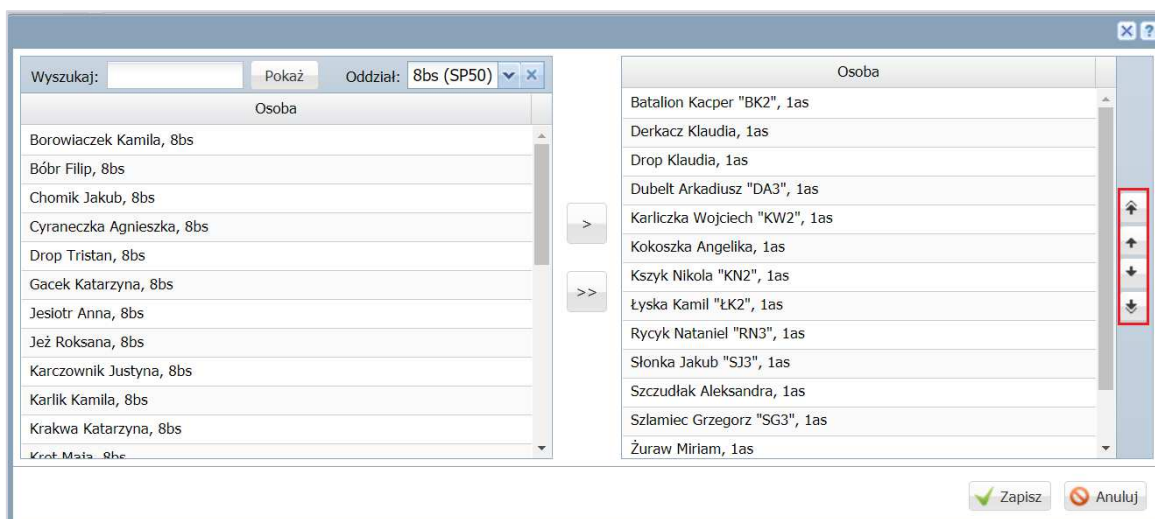 Wyszukaj: Pokaż Oddział: 8bs (SP50)
Osoba
Borowiaczek Kamila, 8bs
Bóbr Filip, 8bs
Chomik Jakub, 8bs
Cyraneczka Agnieszka, 8bs
Drop Tristan, 8bs
Gacek Katarzyna, 8bs
Jesiotr Anna, 8bs
Jeż Roksana, 8bs
Karczownik Justyna, 8bs
Karlik Kamila, 8bs
Krakwa Katarzyna, 8bs
Kret Maja, 8bs
>
>>
Osoba
Batalion Kacper "BK2", 1as
Derkacz Klaudia, 1as
Drop Klaudia, 1as
Dubelt Arkadiusz "DA3", 1as
Karliczka Wojciech "KW2", 1as
Kokoszka Angelika, 1as
Kszyk Nikola "KN2", 1as
Łyska Kamil "ŁK2", 1as
Rycyk Nataniel "RN3", 1as
Słonka Jakub "SJ3", 1as
Szczudłak Aleksandra, 1as
Szlamiec Grzegorz "SG3", 1as
Żuraw Miriam, 1as
Zapisz Anuluj